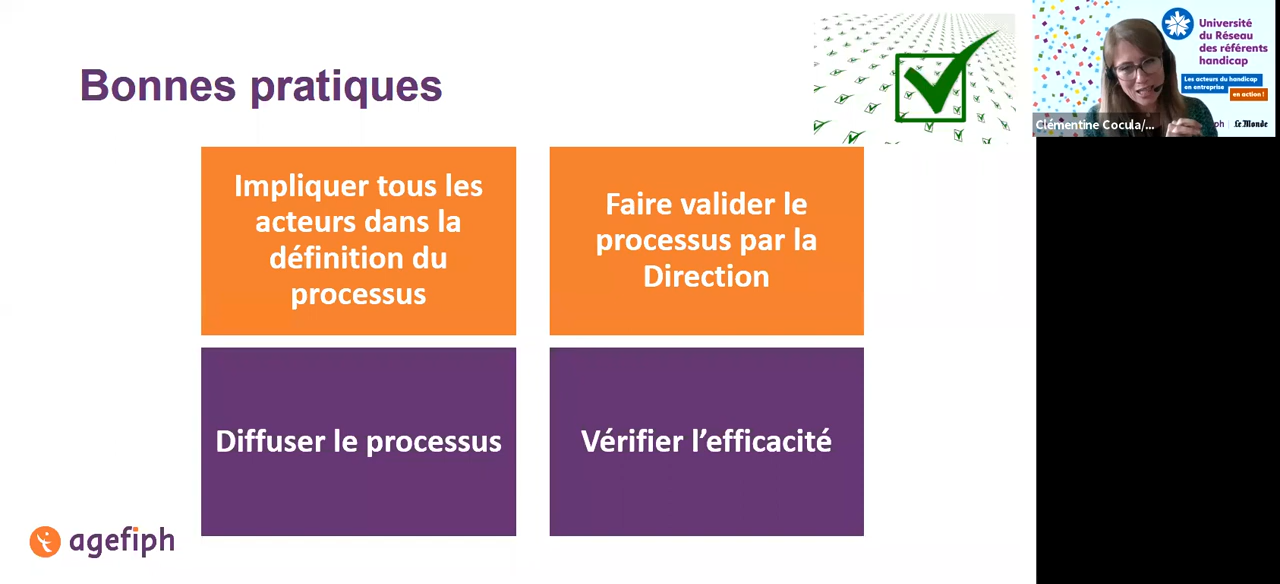 Bonnes pratiques
Impliquer tous les
acteurs dans la
définition du
processus
Faire valider le
processus par la
Direction
Diffuser le processus
Vérifier l’efficacité
agefiph
Université
du Réseau
des référents
handicap
Les acteurs du handicap
en entreprise
en action !
Clémentine Cocula/...
ph | Le Monde